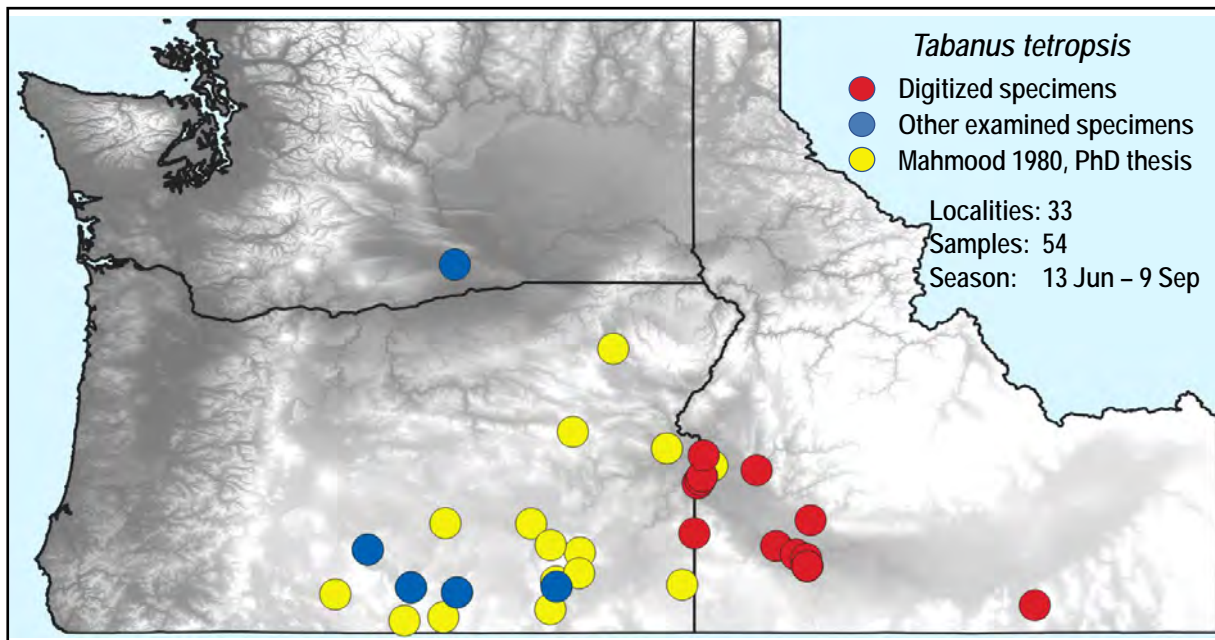 Tabanus tetropsis
Digitized specimens
Other examined specimens
Mahmood 1980, PhD thesis
Localities: 33
Samples: 54
Season: 13 Jun – 9 Sep